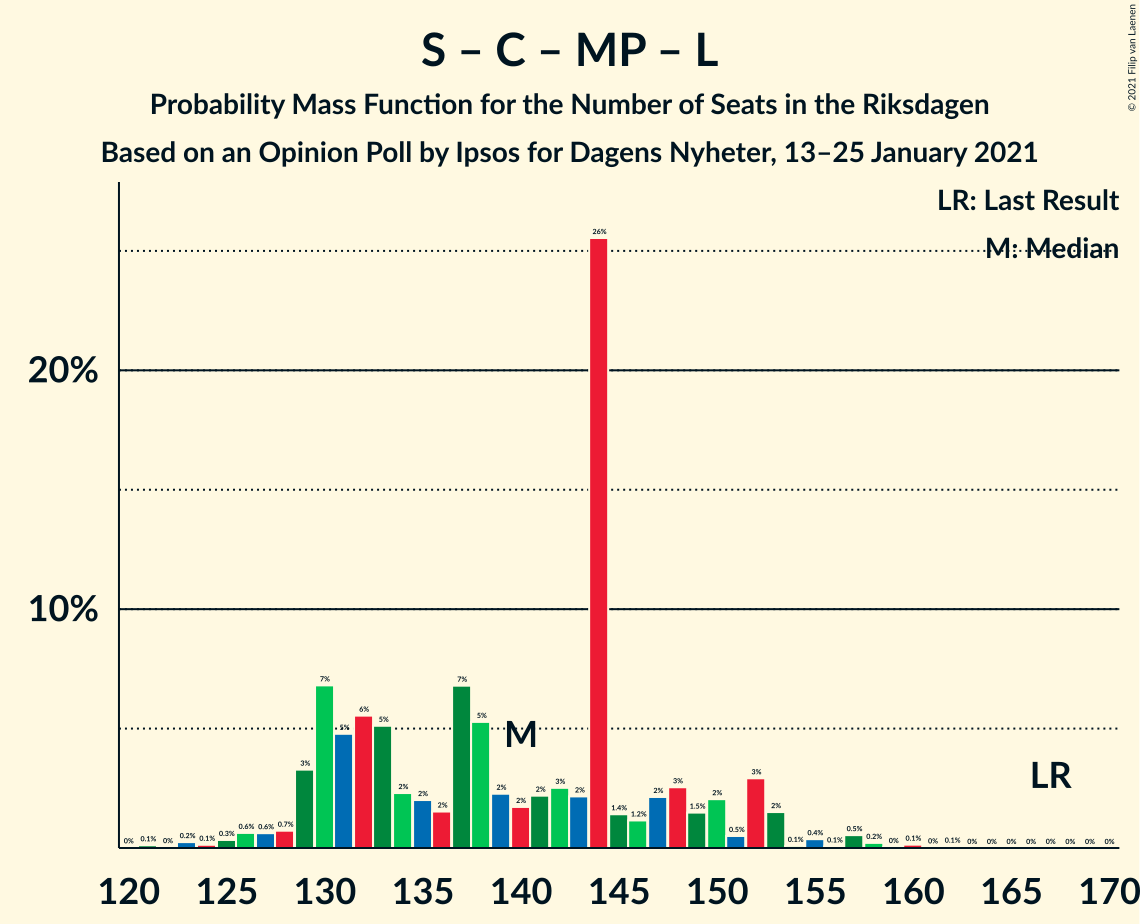 S – C – MP – L
Probability Mass Function for the Number of Seats in the Riksdagen
Based on an Opinion Poll by Ipsos for Dagens Nyheter, 13–25 January 2021
© 2021 Filip van Laenen
LR: Last Result
M: Median
20%
10%
0% 0.1% 0% 0.2% 0.1% 0.3% 0.6% 0.6% 0.7% 3% 7% 5% 6% 5% 2% 2% 2% 7% 5% 2% 2% 2% 3% 2% 26% 1.4% 1.2% 2% 3% 1.5% 2% 0.5% 3% 2% 0.1% 0.4% 0.1% 0.5% 0.2% 0% 0.1% 0% 0.1% 0% 0% 0% 0% 0% 0% 0% 0%
M
LR
120 125 130 135 140 145 150 155 160 165 170